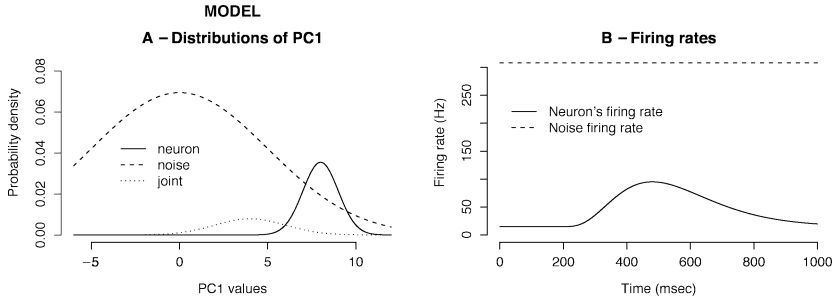 MODEL
A – Distributions of PC1
Probability density
0.00 0.02 0.04 0.06 0.08
neuron
noise
joint
−5 0 5 10
PC1 values
B – Firing rates
Firing rate (Hz)
0 50 150 250
Neuron's firing rate
Noise firing rate
0 200 400 600 800 1000
Time (msec)